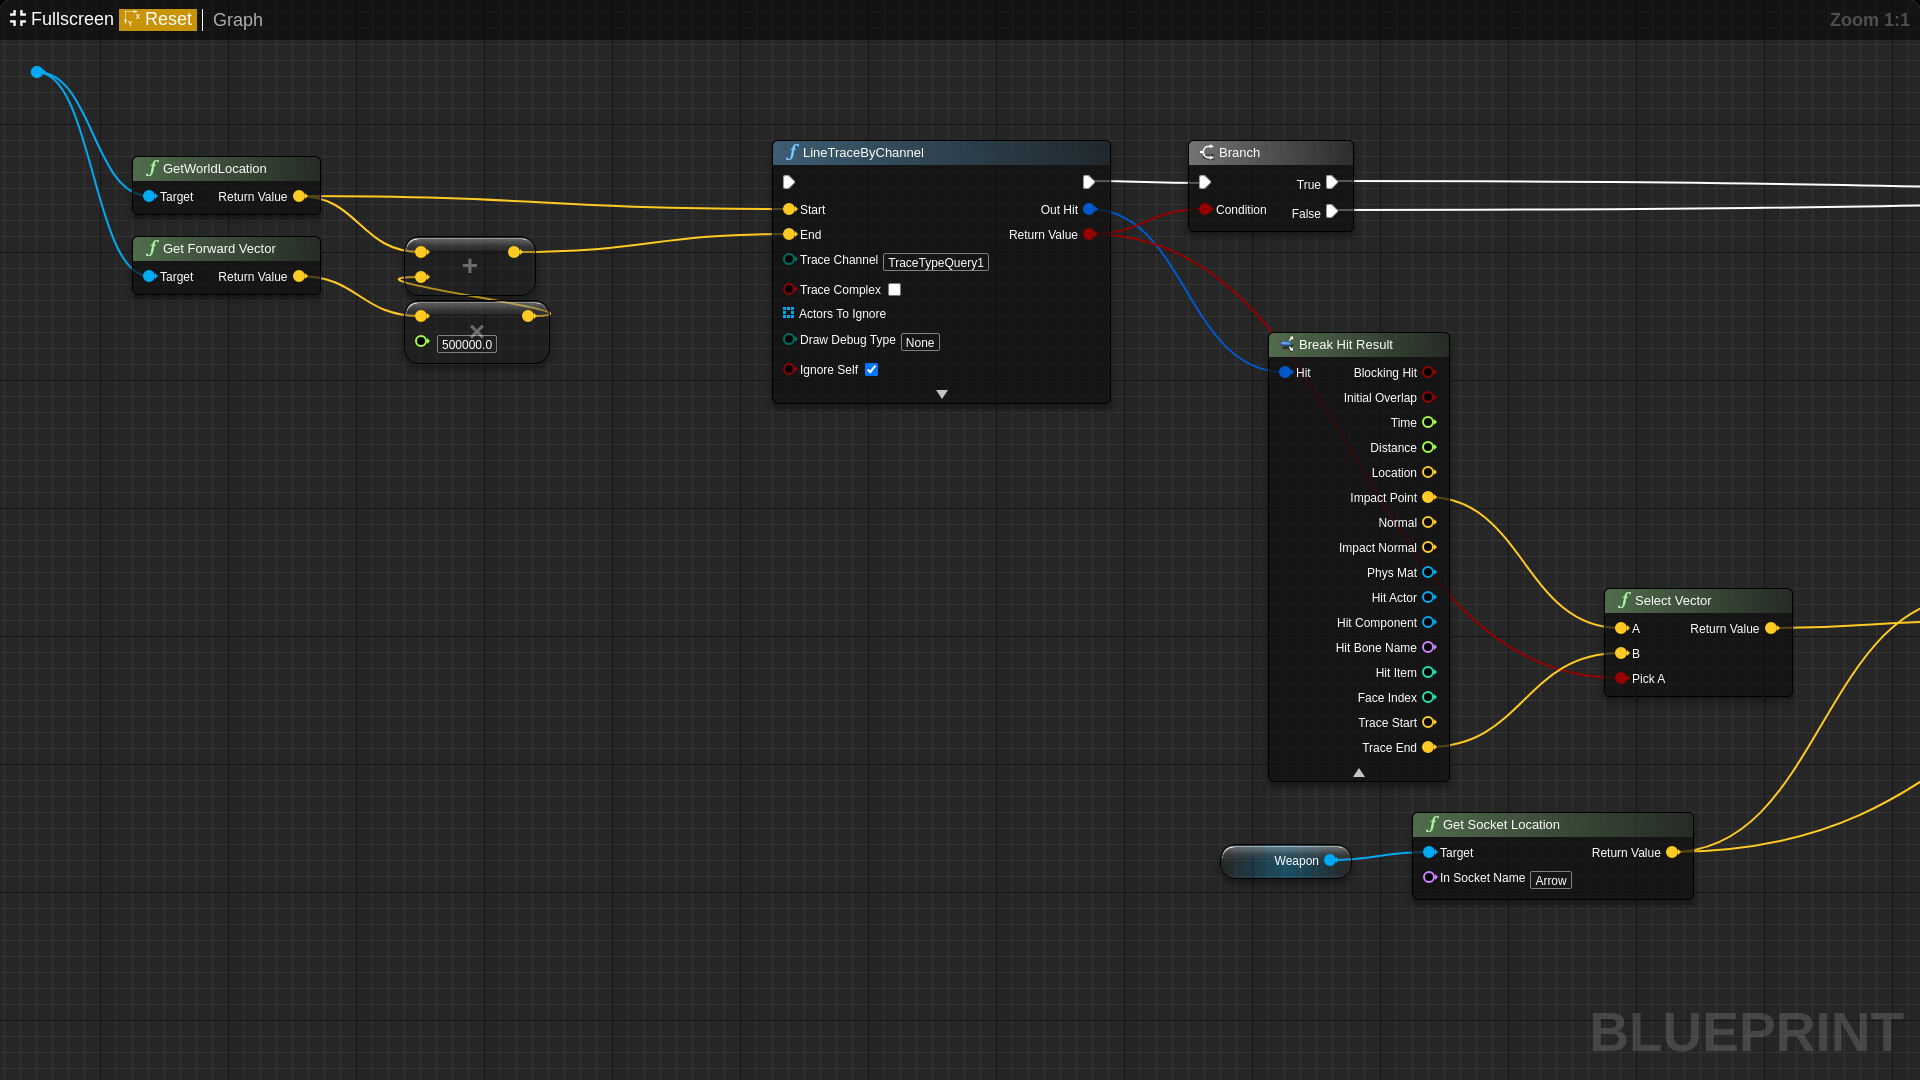 Fullscreen Reset Graph Zoom 1:1
GetWorldLocation
Target Return Value
Get Forward Vector
Target Return Value
+
×
500000.0
LineTraceByChannel
Start Out Hit
End Return Value
Trace Channel TraceTypeQuery1
Trace Complex
Actors To Ignore
Draw Debug Type None
Ignore Self
Branch
True
Condition False
Break Hit Result
Hit Blocking Hit
Initial Overlap
Time
Distance
Location
Impact Point
Normal
Impact Normal
Phys Mat
Hit Actor
Hit Component
Hit Bone Name
Hit Item
Face Index
Trace Start
Trace End
Select Vector
A Return Value
B
Pick A
Weapon
Get Socket Location
Target Return Value
In Socket Name Arrow
BLUEPRINT